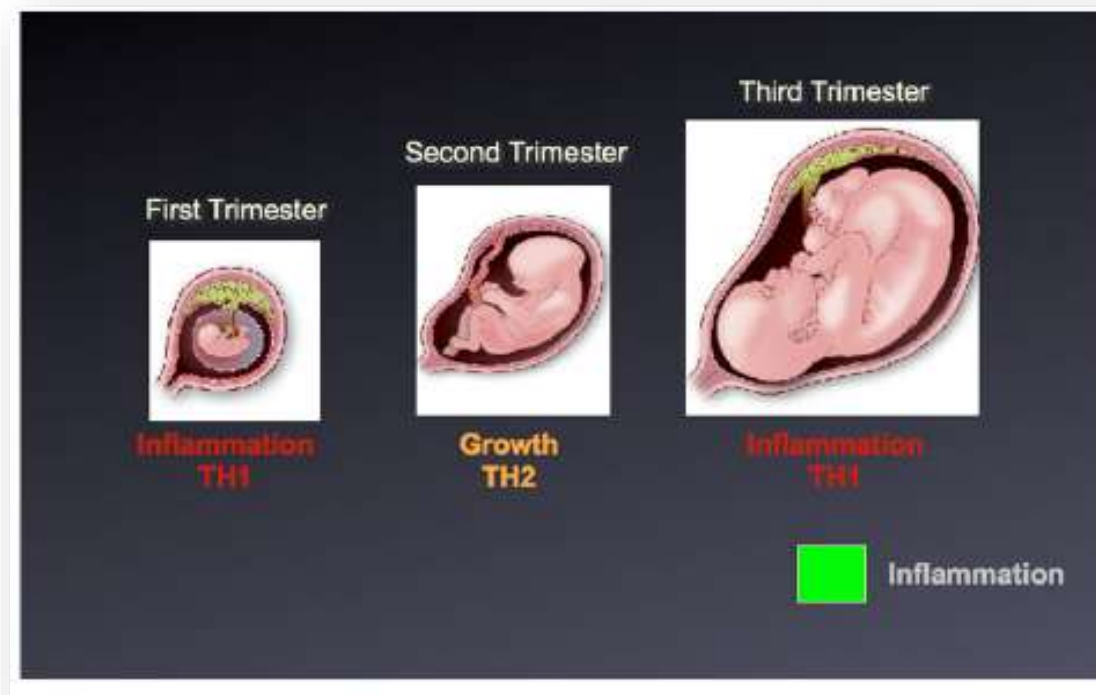 First Trimester
Second Trimester
Third Trimester
Inflammation
TH1
Growth
TH2
Inflammation
TH1
Inflammation